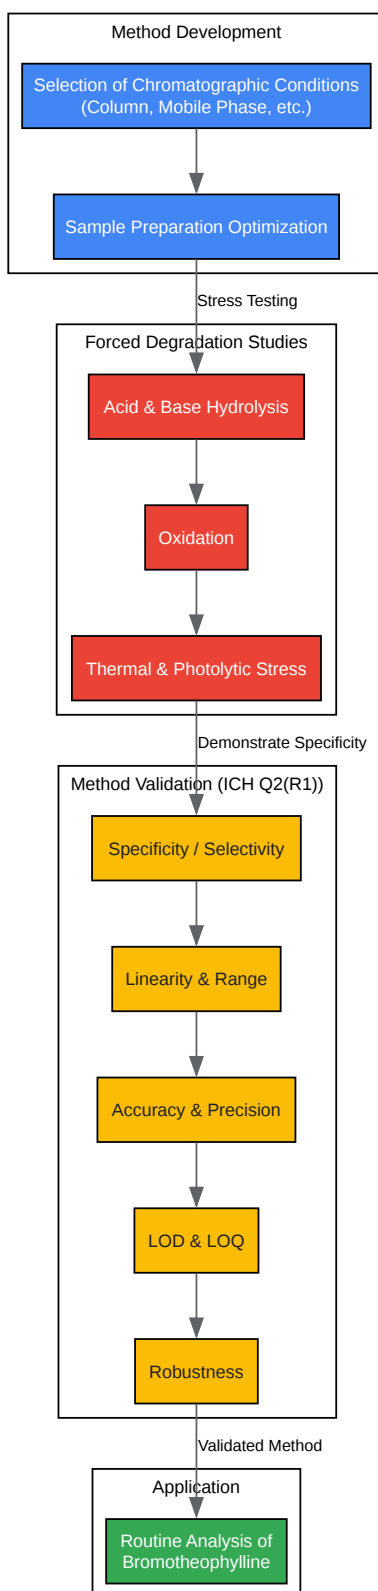 Method Development
Selection of Chromatographic Conditions
(Column, Mobile Phase, etc.)
Sample Preparation Optimization
Stress Testing
Forced Degradation Studies
Acid & Base Hydrolysis
Oxidation
Thermal & Photolytic Stress
Demonstrate Specificity
Method Validation (ICH Q2(R1))
Specificity / Selectivity
Linearity & Range
Accuracy & Precision
LOD & LOQ
Robustness
Validated Method
Application
Routine Analysis of
Bromotheophylline